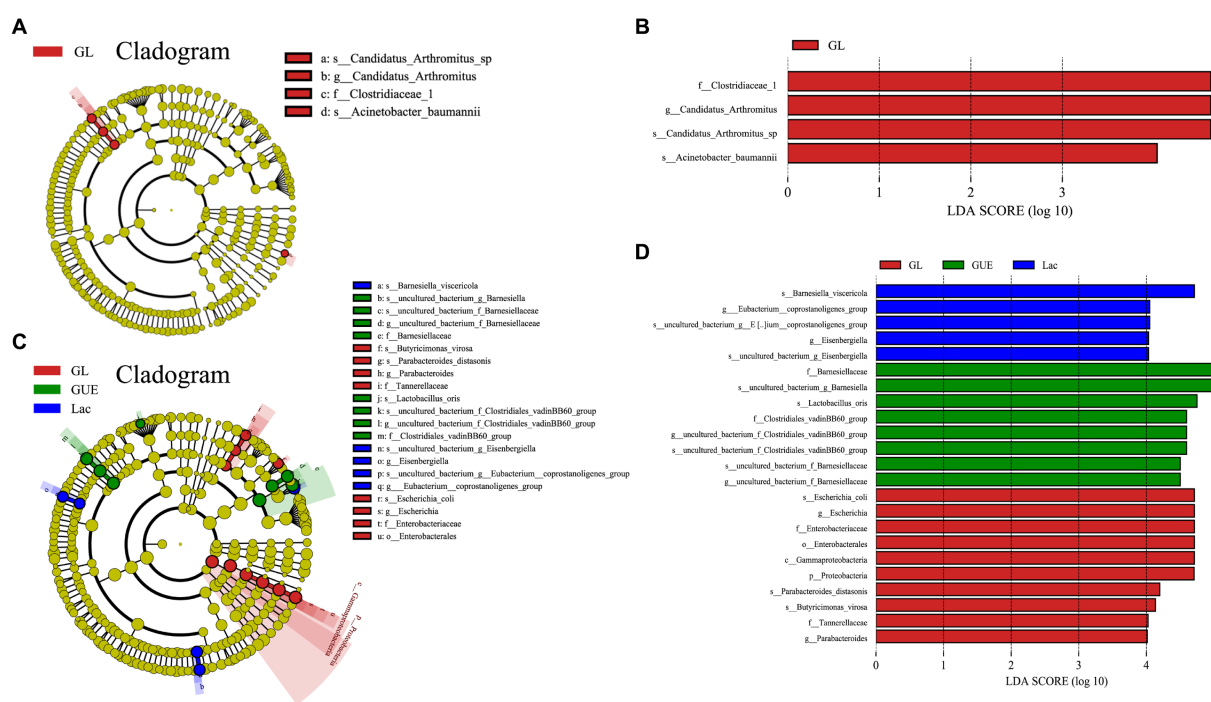 A
GL
Cladogram
a: s__Candidatus_Arthromitus_sp
b: g__Candidatus_Arthromitus
c: f__Clostridiaceae_1
d: s__Acinetobacter_baumannii
B
GL
f__Clostridiaceae_1
g__Candidatus_Arthromitus
s__Candidatus_Arthromitus_sp
s__Acinetobacter_baumannii
0 1 2 3
LDA SCORE (log 10)
C
GL
GUE
Lac
Cladogram
a: s__Barnesiella_viscericola
b: s__uncultured_bacterium_g_Barnesiella
c: s__uncultured_bacterium_f_Barnesiellaceae
d: g__uncultured_bacterium_f_Barnesiellaceae
e: f__Barnesiellaceae
f: s__Butyricimonas_virosa
g: s__Parabacteroides_distasonis
h: g__Parabacteroides
i: f__Tannerellaceae
j: s__Lactobacillus_oris
k: s__uncultured_bacterium_f_Clostridiales_vadinBB60_group
l: g__uncultured_bacterium_f_Clostridiales_vadinBB60_group
m: f__Clostridiales_vadinBB60_group
n: s__uncultured_bacterium_g_Eisenbergiella
o: g__Eisenbergiella
p: s__uncultured_bacterium_g__Eubacterium__coprostanoligenes_group
q: g__Eubacterium__coprostanoligenes_group
r: s__Escherichia_coli
s: g__Escherichia
t: f__Enterobacteriaceae
u: o__Enterobacterales
c__Gammaproteobacteria
p__Proteobacteria
D
GL GUE Lac
s__Barnesiella_viscericola
g__Eubacterium__coprostanoligenes_group
s__uncultured_bacterium_g__E [..]ium__coprostanoligenes_group
g__Eisenbergiella
s__uncultured_bacterium_g_Eisenbergiella
f__Barnesiellaceae
s__uncultured_bacterium_g_Barnesiella
s__Lactobacillus_oris
f__Clostridiales_vadinBB60_group
g__uncultured_bacterium_f_Clostridiales_vadinBB60_group
s__uncultured_bacterium_f_Clostridiales_vadinBB60_group
s__uncultured_bacterium_f_Barnesiellaceae
g__uncultured_bacterium_f_Barnesiellaceae
s__Escherichia_coli
g__Escherichia
f__Enterobacteriaceae
o__Enterobacterales
c__Gammaproteobacteria
p__Proteobacteria
s__Parabacteroides_distasonis
s__Butyricimonas_virosa
f__Tannerellaceae
g__Parabacteroides
0 1 2 3 4
LDA SCORE (log 10)